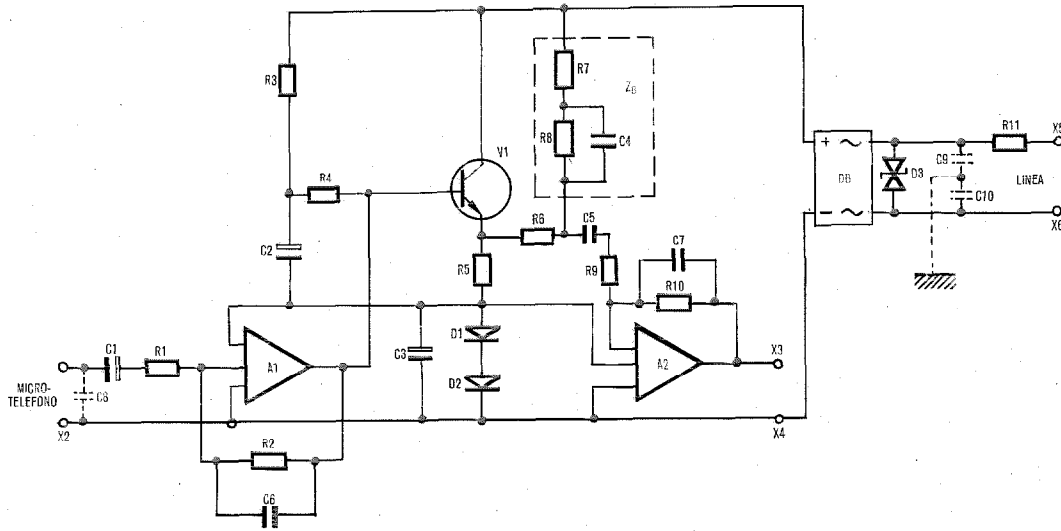 R3
R7
Z₀
R8
C4
R4
V1
R11
X5
C9
D3
DB
LINEA
C10
X6
C2
R6
C5
R5
R9
C7
R10
C1
R1
A1
C3
D1
D2
A2
X3
MICRO-
TELEFONO
C8
X2
X4
R2
C6
+ ~
− ~